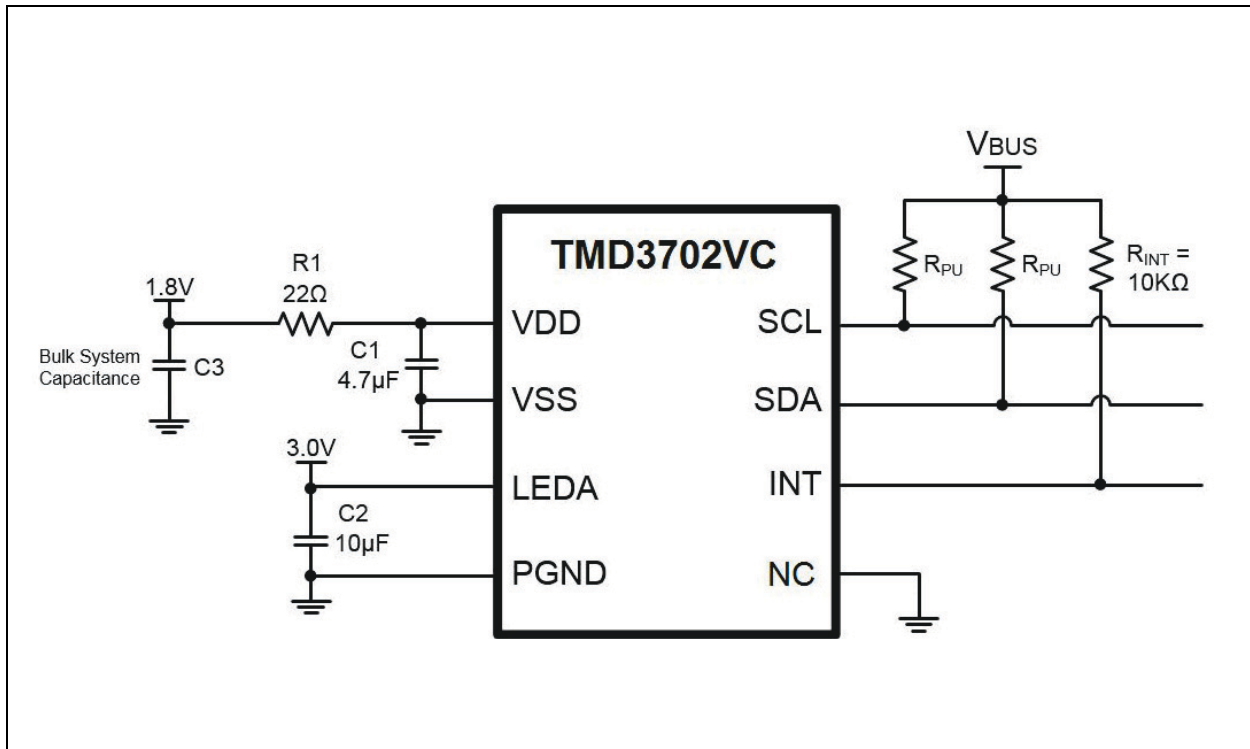 VBUS
TMD3702VC
R1
22Ω
1.8V
RPU
RPU
RINT =
10KΩ
VDD
SCL
Bulk System
Capacitance
C3
C1
4.7µF
VSS
SDA
3.0V
LEDA
INT
C2
10µF
PGND
NC